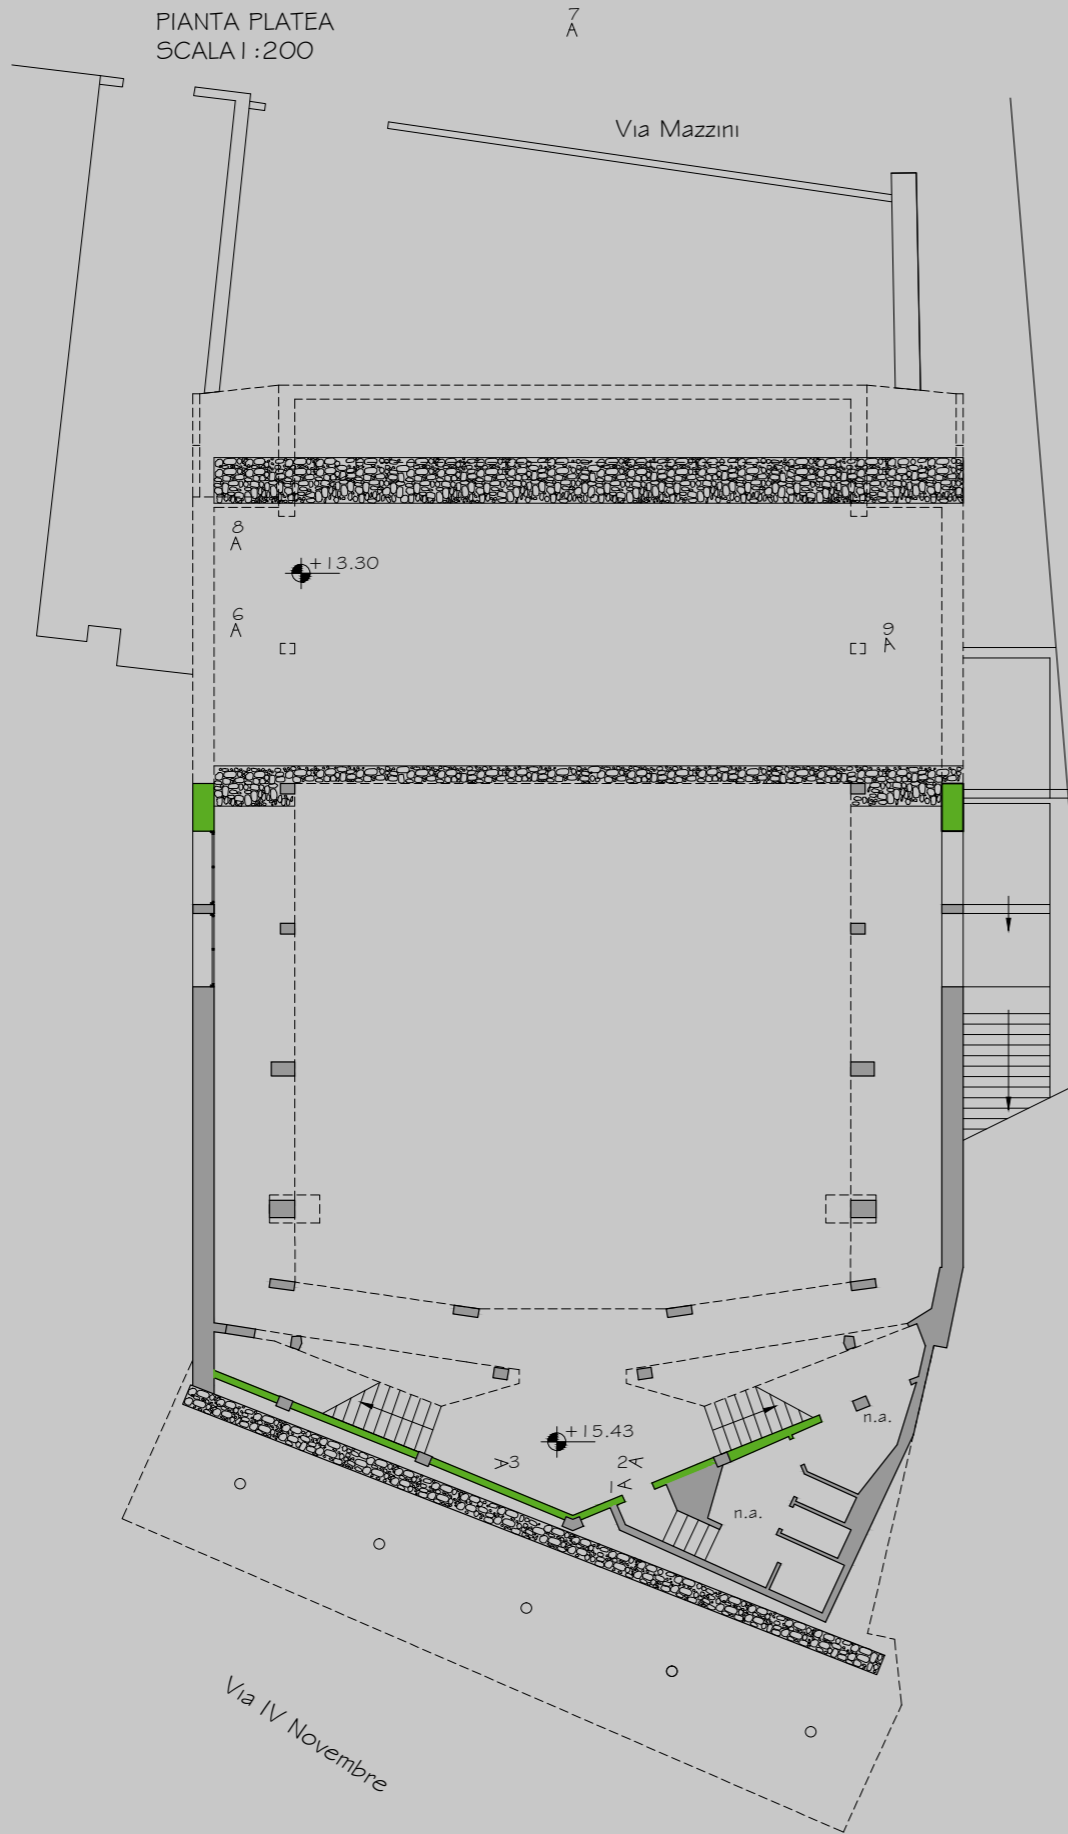 PIANTA PLATEA
SCALA 1:200
7
A
Via Mazzini
8
A
+13.30
6
A
9
A
+15.43
n.a.
A3
2A
1A
n.a.
Via IV Novembre